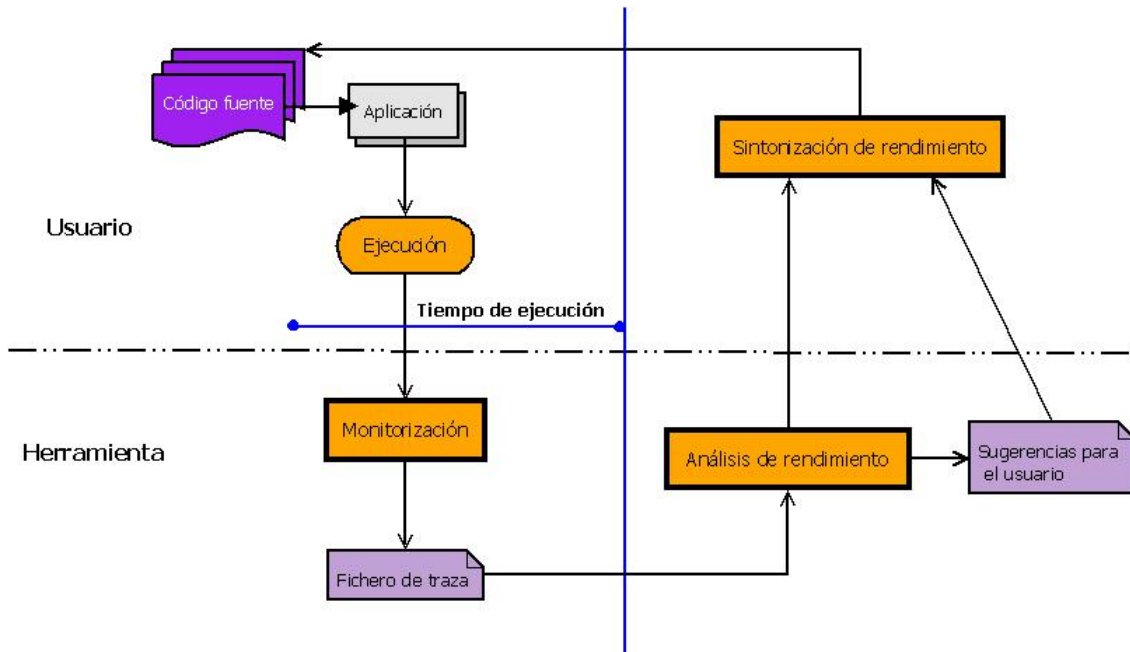 Código fuente
Aplicación
Sintonización de rendimiento
Usuario
Ejecución
Tiempo de ejecución
Monitorización
Herramienta
Análisis de rendimiento
Sugerencias para
el usuario
Fichero de traza